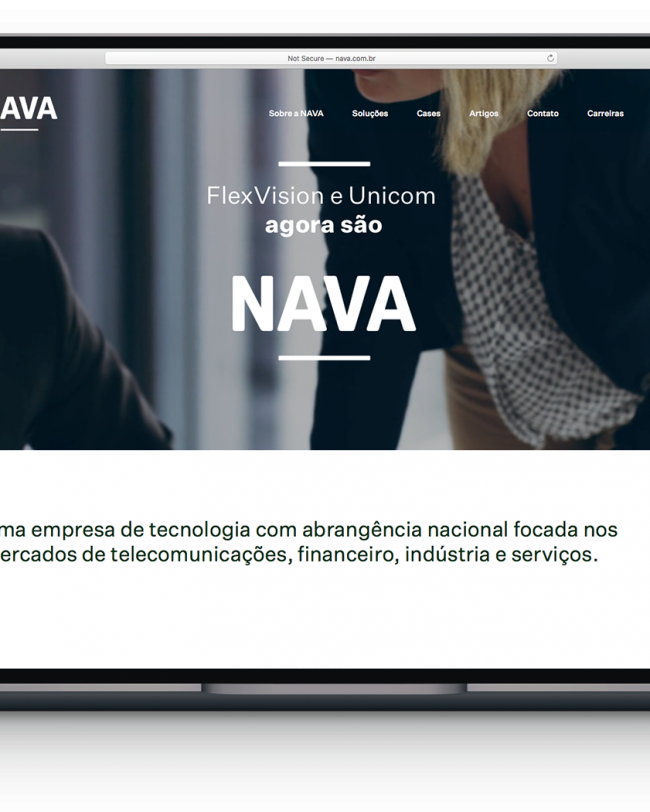 Not Secure — nava.com.br
AVA
Sobre a NAVA Soluções Cases Artigos Contato Carreiras
FlexVision e Unicom
agora são
NAVA
ma empresa de tecnologia com abrangência nacional focada nos
ercados de telecomunicações, financeiro, indústria e serviços.